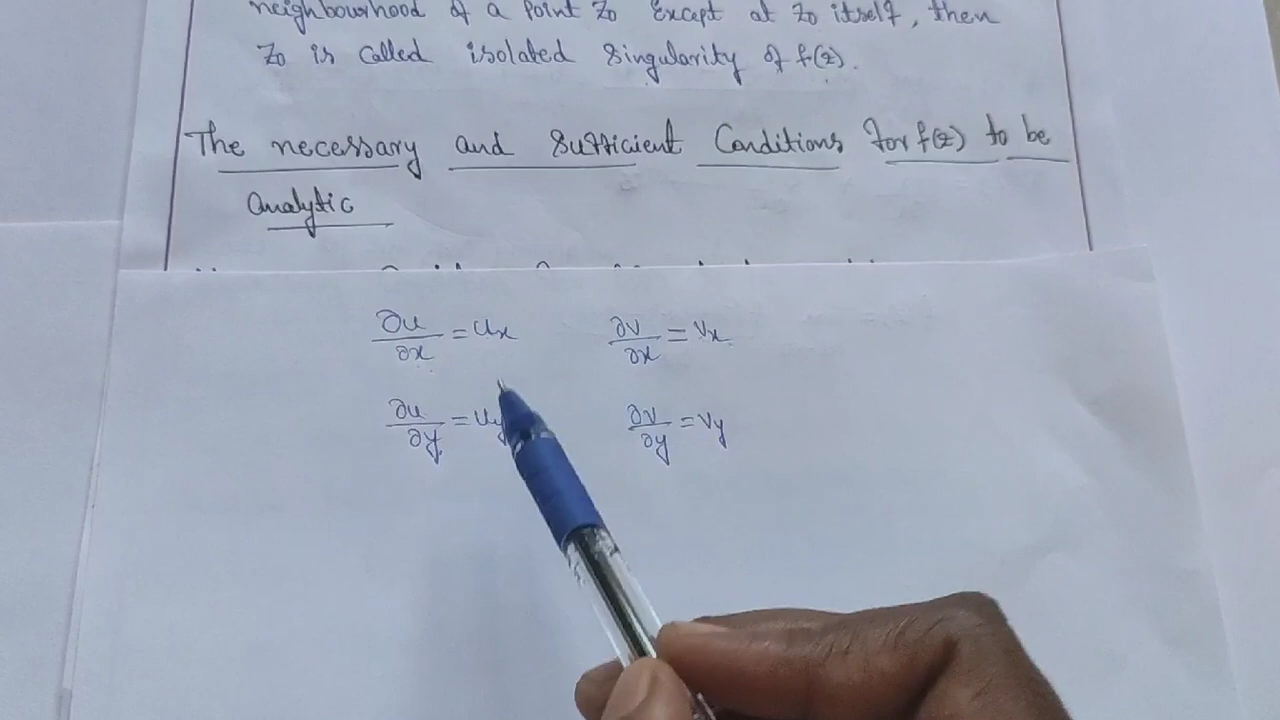 neighbourhood of a point z0 Except at z0 itself, then
z0 is called isolated singularity of f(z).
The necessary and Sufficient Conditions for f(z) to be
analytic
∂u/∂x = ux ∂v/∂x = vx
∂u/∂y = uy ∂v/∂y = vy